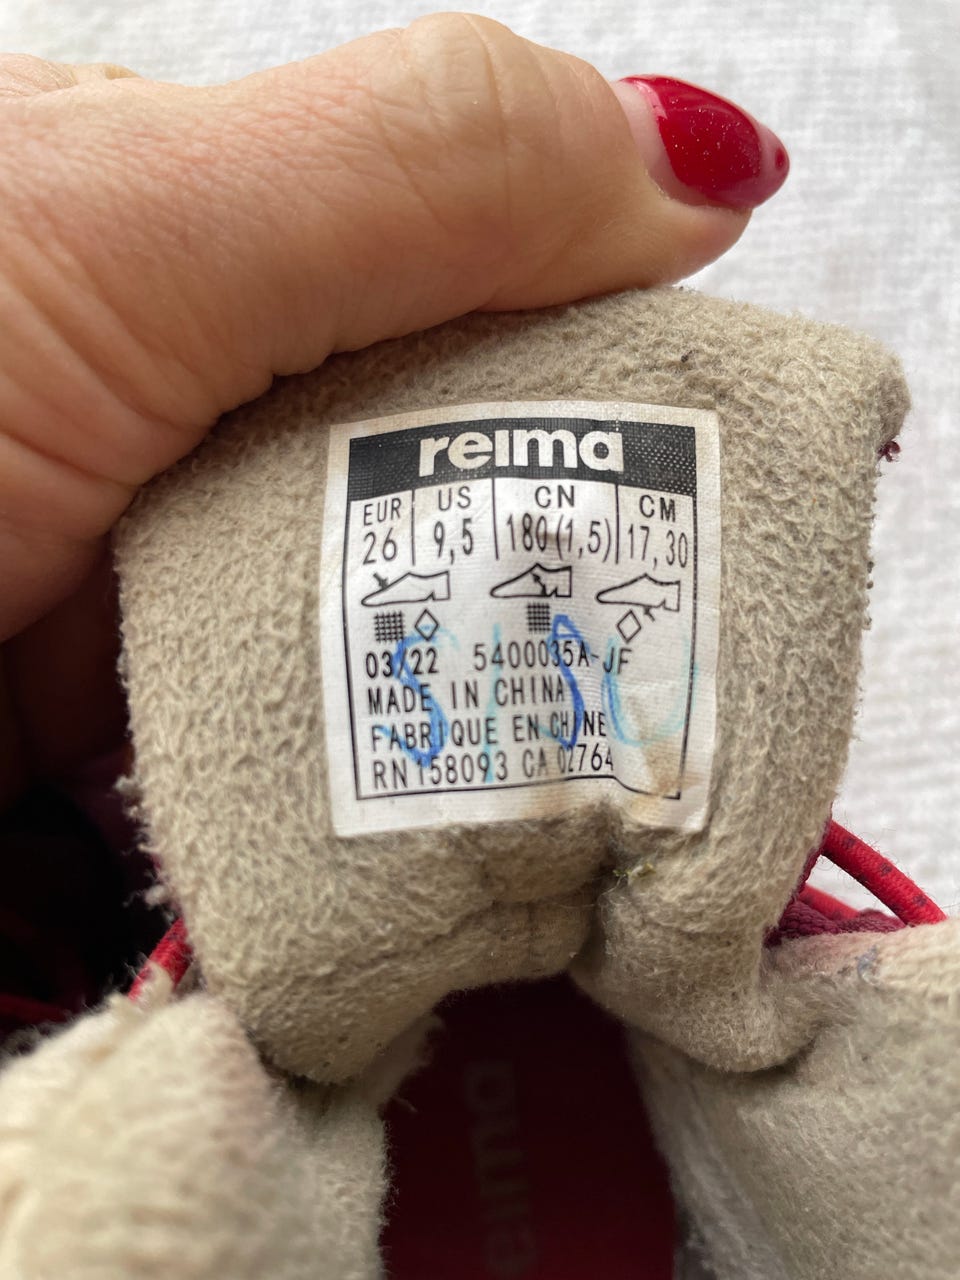 reima
EUR US CN CM
26 9,5 180(1,5) 17,30
03/22 5400035A-JF
MADE IN CHINA
FABRIQUE EN CHINE
RN 158093 CA 02764